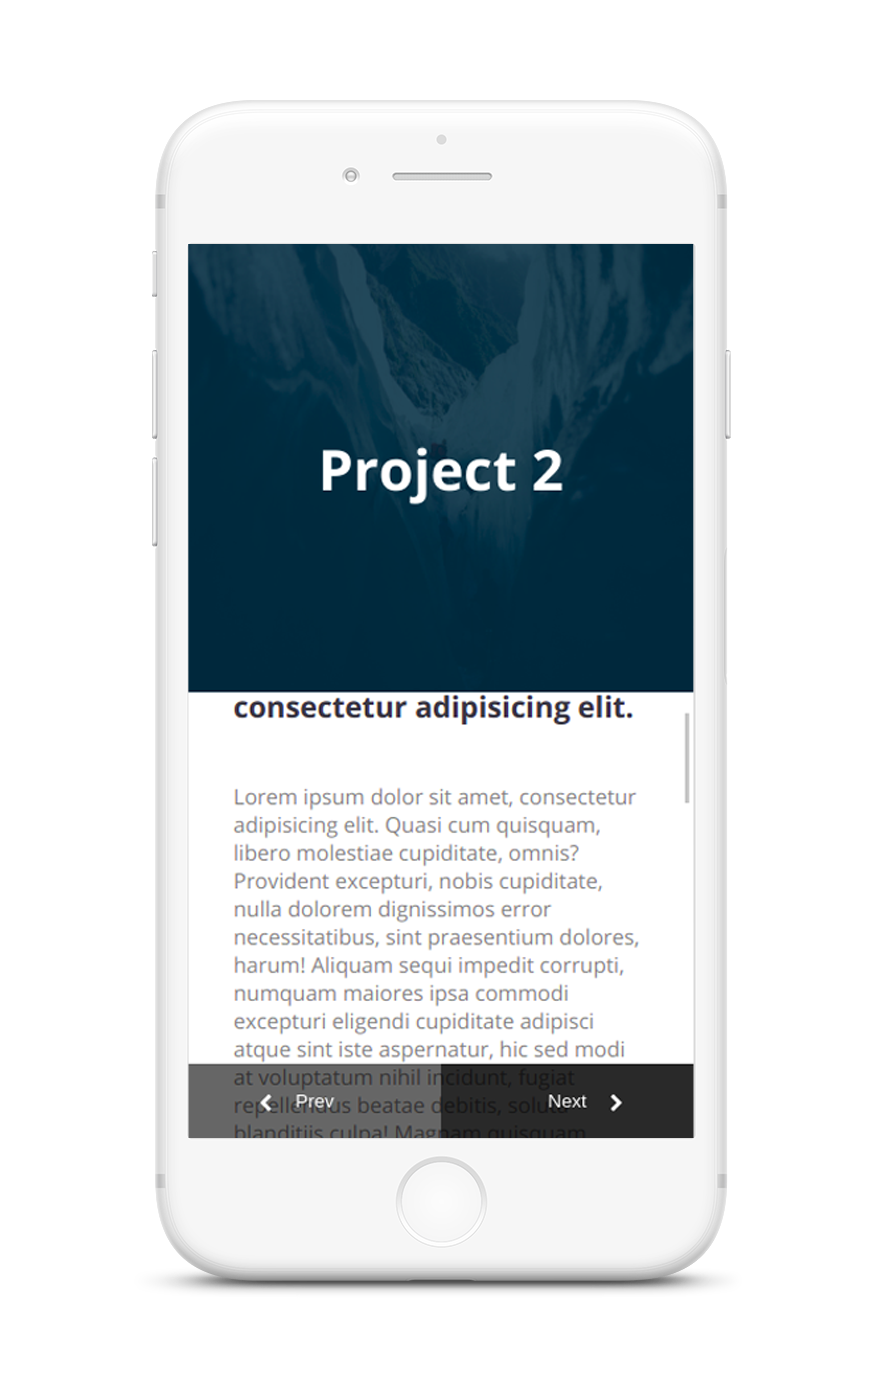 Project 2
consectetur adipisicing elit.
Lorem ipsum dolor sit amet, consectetur
adipisicing elit. Quasi cum quisquam,
libero molestiae cupiditate, omnis?
Provident excepturi, nobis cupiditate,
nulla dolorem dignissimos error
necessitatibus, sint praesentium dolores,
harum! Aliquam sequi impedit corrupti,
numquam maiores ipsa commodi
excepturi eligendi cupiditate adipisci
atque sint iste aspernatur, hic sed modi
at voluptatum nihil incidunt, fugiat
repellendus beatae debitis, soluta
blanditiis culpa! Magnam quisquam
Prev
Next